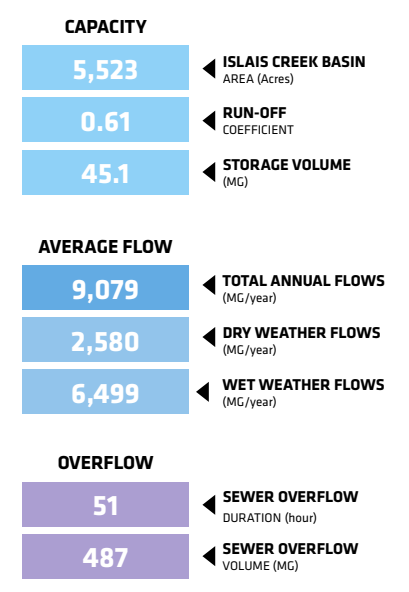 CAPACITY
5,523
ISLAIS CREEK BASIN
AREA (Acres)
0.61
RUN-OFF
COEFFICIENT
45.1
STORAGE VOLUME
(MG)
AVERAGE FLOW
9,079
TOTAL ANNUAL FLOWS
(MG/year)
2,580
DRY WEATHER FLOWS
(MG/year)
6,499
WET WEATHER FLOWS
(MG/year)
OVERFLOW
51
SEWER OVERFLOW
DURATION (hour)
487
SEWER OVERFLOW
VOLUME (MG)